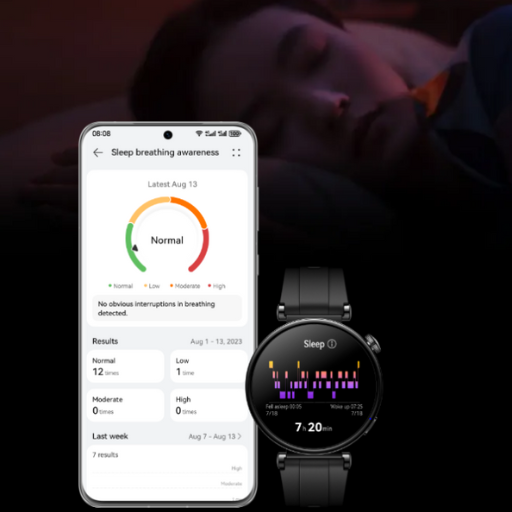 08:08
Sleep breathing awareness
Latest Aug 13
Normal
Normal Low Moderate High
No obvious interruptions in breathing
detected.
Results Aug 1 - 13, 2023
Normal Low
12 times 1 time
Moderate High
0 times 0 times
Last week Aug 7 - Aug 13
7 results
High
Moderate
Sleep
Fell asleep 00:05 Woke up 07:25
7/18 7/18
7 h 20 min